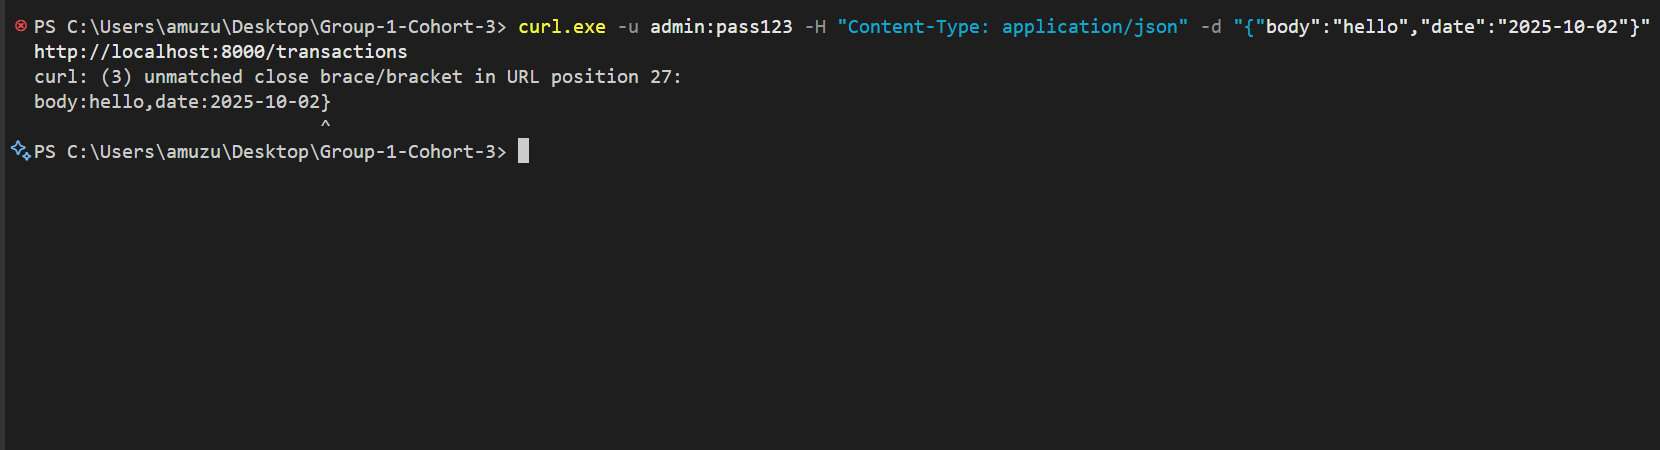 PS C:\Users\amuzu\Desktop\Group-1-Cohort-3> curl.exe -u admin:pass123 -H "Content-Type: application/json" -d "{"body":"hello","date":"2025-10-02"}"
http://localhost:8000/transactions
curl: (3) unmatched close brace/bracket in URL position 27:
body:hello,date:2025-10-02}
^
PS C:\Users\amuzu\Desktop\Group-1-Cohort-3>